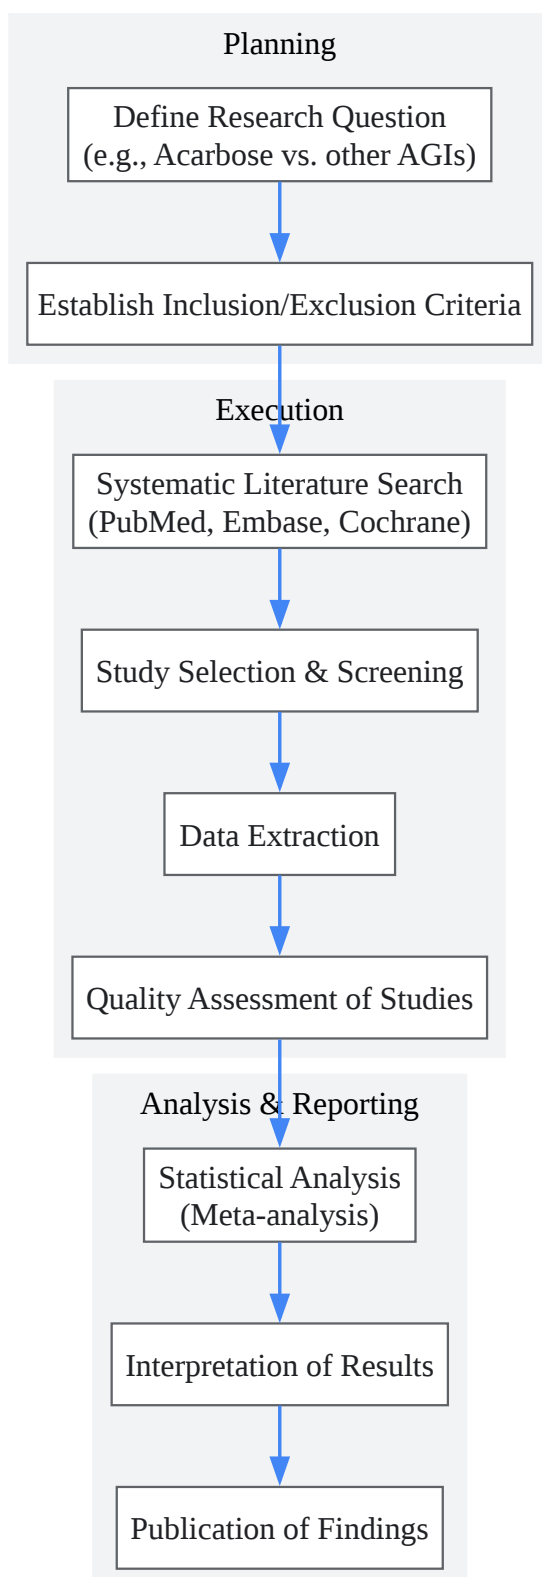 Planning
Define Research Question
(e.g., Acarbose vs. other AGIs)
Establish Inclusion/Exclusion Criteria
Execution
Systematic Literature Search
(PubMed, Embase, Cochrane)
Study Selection & Screening
Data Extraction
Quality Assessment of Studies
Analysis & Reporting
Statistical Analysis
(Meta-analysis)
Interpretation of Results
Publication of Findings